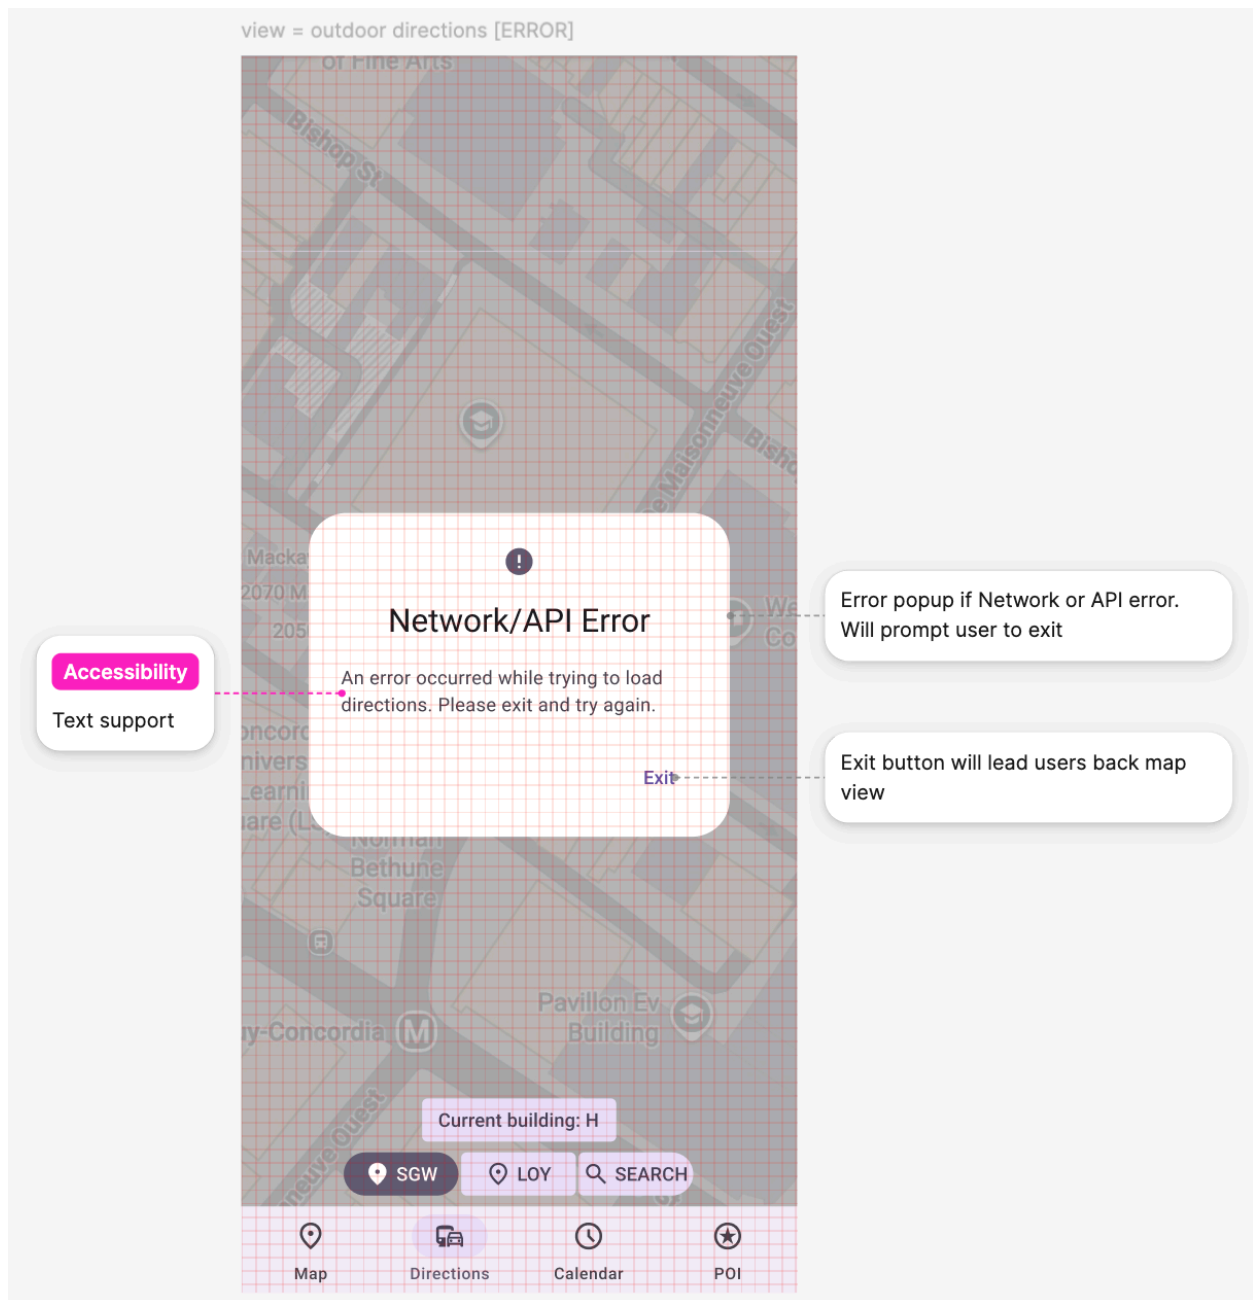 view = outdoor directions [ERROR]
of Fine Arts
Bishop St
Maisonneuve Ouest
Network/API Error
An error occurred while trying to load
directions. Please exit and try again.
Exit
Error popup if Network or API error.
Will prompt user to exit
Accessibility
Text support
Exit button will lead users back map
view
2070 M
Norman
Bethune
Square
Pavillon Ev
Building
y-Concordia
M
Current building: H
SGW
LOY
SEARCH
Map
Directions
Calendar
POI